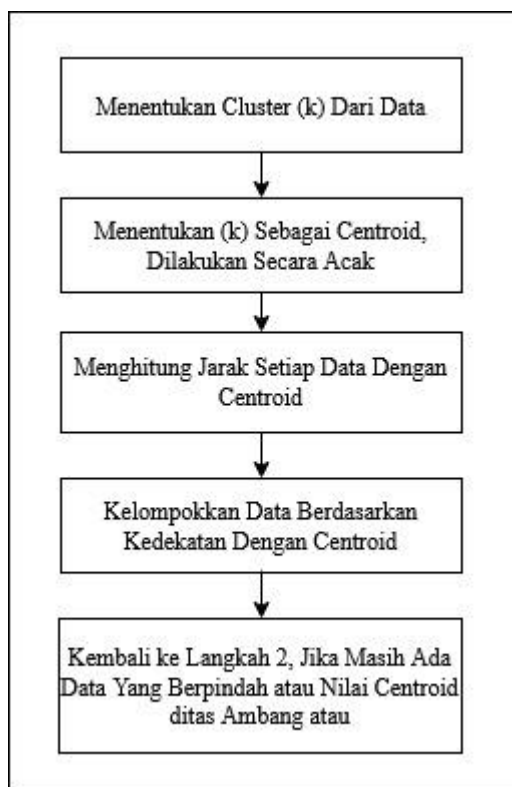 Menentukan Cluster (k) Dari Data
Menentukan (k) Sebagai Centroid,
Dilakukan Secara Acak
Menghitung Jarak Setiap Data Dengan
Centroid
Kelompokkan Data Berdasarkan
Kedekatan Dengan Centroid
Kembali ke Langkah 2, Jika Masih Ada
Data Yang Berpindah atau Nilai Centroid
ditas Ambang atau